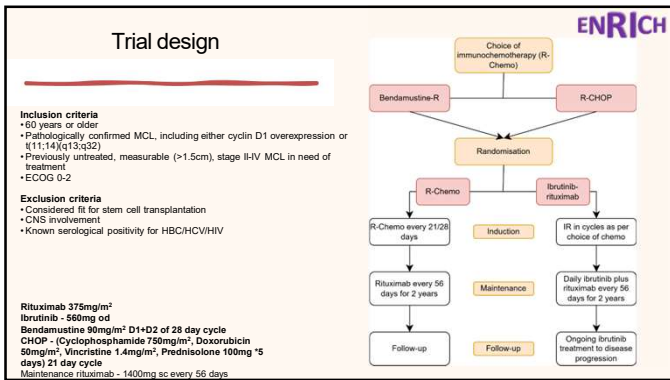 ENRICH
Trial design
Inclusion criteria
• 60 years or older
• Pathologically confirmed MCL, including either cyclin D1 overexpression or
t(11;14)(q13;q32)
• Previously untreated, measurable (>1.5cm), stage II-IV MCL in need of
treatment
• ECOG 0-2
Exclusion criteria
• Considered fit for stem cell transplantation
• CNS involvement
• Known serological positivity for HBC/HCV/HIV
Rituximab 375mg/m²
Ibrutinib - 560mg od
Bendamustine 90mg/m² D1+D2 of 28 day cycle
CHOP - (Cyclophosphamide 750mg/m², Doxorubicin
50mg/m², Vincristine 1.4mg/m², Prednisolone 100mg *5
days) 21 day cycle
Maintenance rituximab - 1400mg sc every 56 days
Choice of
immunochemotherapy (R-
Chemo)
Bendamustine-R
R-CHOP
Randomisation
R-Chemo
Ibrutinib-
rituximab
R-Chemo every 21/28
days
Induction
IR in cycles as per
choice of chemo
Rituximab every 56
days for 2 years
Maintenance
Daily ibrutinib plus
rituximab every 56
days for 2 years
Follow-up
Follow-up
Ongoing ibrutinib
treatment to disease
progression